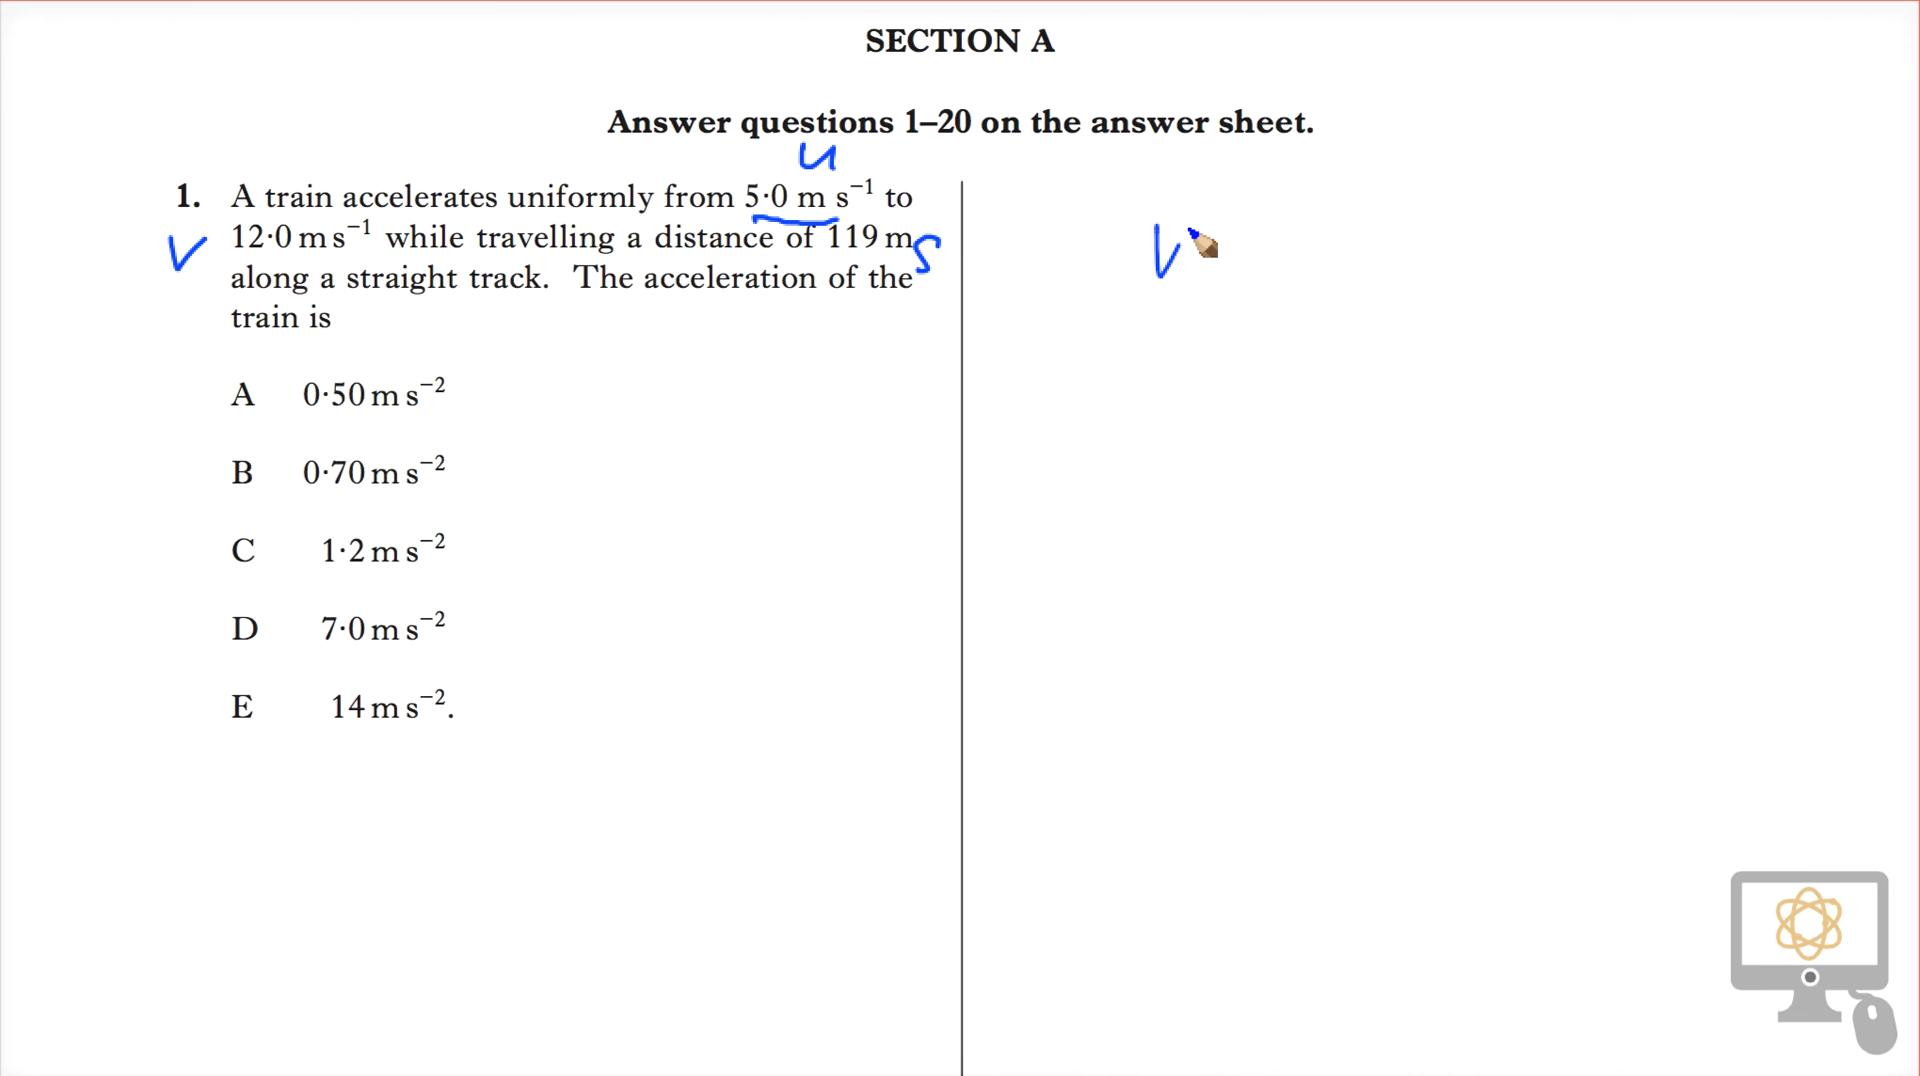 SECTION A
Answer questions 1–20 on the answer sheet.
u
1. A train accelerates uniformly from 5·0 m s⁻¹ to
v 12·0 m s⁻¹ while travelling a distance of 119 m s
along a straight track. The acceleration of the
train is
A 0·50 m s⁻²
B 0·70 m s⁻²
C 1·2 m s⁻²
D 7·0 m s⁻²
E 14 m s⁻².
v